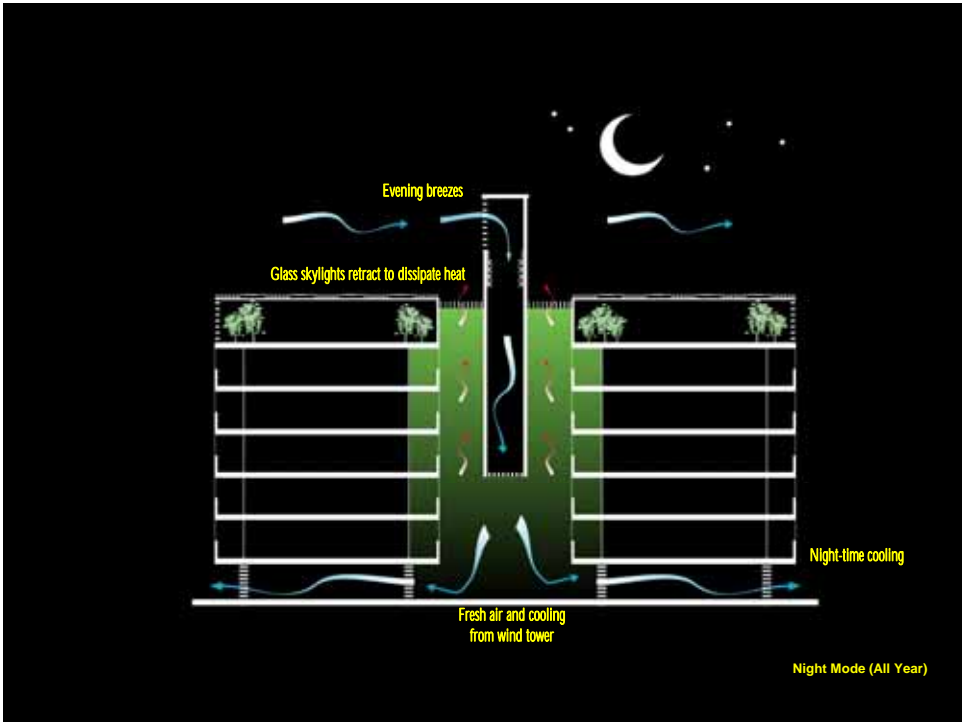 Evening breezes
Glass skylights retract to dissipate heat
Night-time cooling
Fresh air and cooling
from wind tower
Night Mode (All Year)